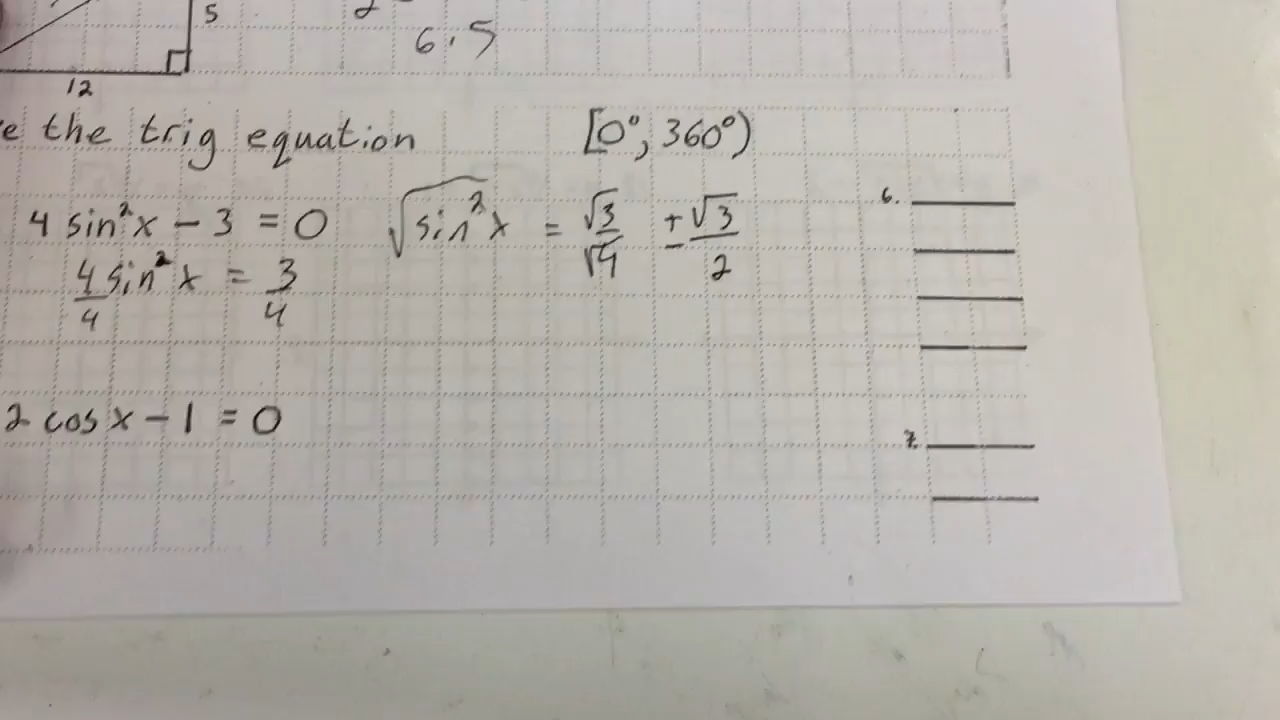 5
2
6.5
12
e the trig equation [0°, 360°)
4 sin²x − 3 = 0 √sin²x = √3/√4 ±√3/2
6.
4/4 sin²x = 3/4
2 cos x − 1 = 0
7.